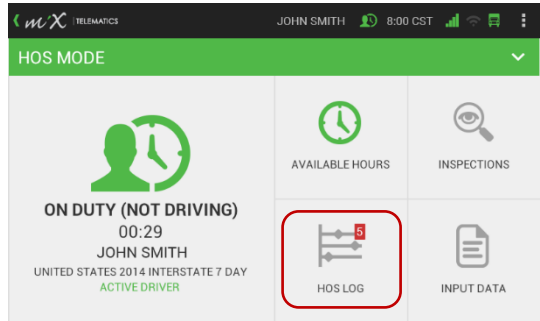 mix TELEMATICS JOHN SMITH 8:00 CST
HOS MODE
AVAILABLE HOURS
INSPECTIONS
ON DUTY (NOT DRIVING)
00:29
JOHN SMITH
UNITED STATES 2014 INTERSTATE 7 DAY
ACTIVE DRIVER
5
HOS LOG
INPUT DATA